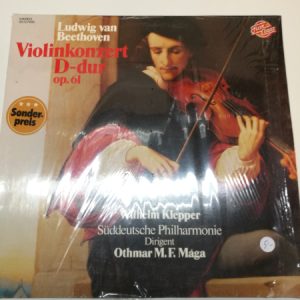 Ludwig van
Beethoven
Violinkonzert
D-dur
op. 61
Sonder-
preis
Wilhelm Klepper
Süddeutsche Philharmonie
Dirigent
Othmar M. F. Mága